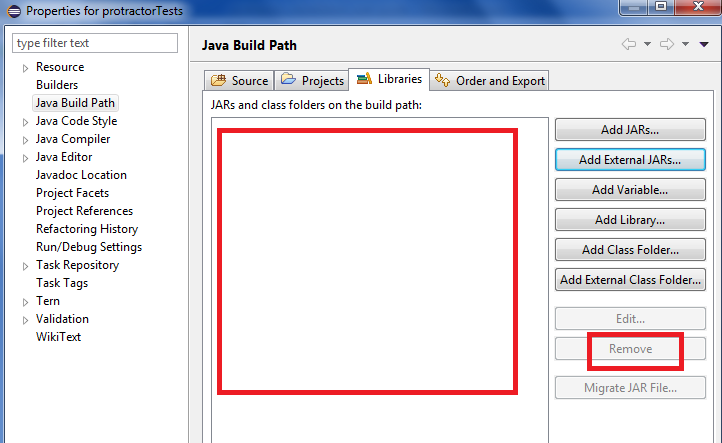 Properties for protractorTests
type filter text
Resource
Builders
Java Build Path
Java Code Style
Java Compiler
Java Editor
Javadoc Location
Project Facets
Project References
Refactoring History
Run/Debug Settings
Task Repository
Task Tags
Tern
Validation
WikiText
Java Build Path
Source Projects Libraries Order and Export
JARs and class folders on the build path:
Add JARs...
Add External JARs...
Add Variable...
Add Library...
Add Class Folder...
Add External Class Folder...
Edit...
Remove
Migrate JAR File...